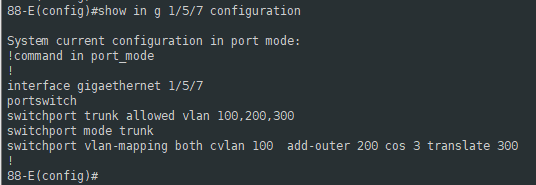 88-E(config)#show in g 1/5/7 configuration
System current configuration in port mode:
!command in port_mode
!
interface gigaethernet 1/5/7
portswitch
switchport trunk allowed vlan 100,200,300
switchport mode trunk
switchport vlan-mapping both cvlan 100  add-outer 200 cos 3 translate 300
!
88-E(config)#